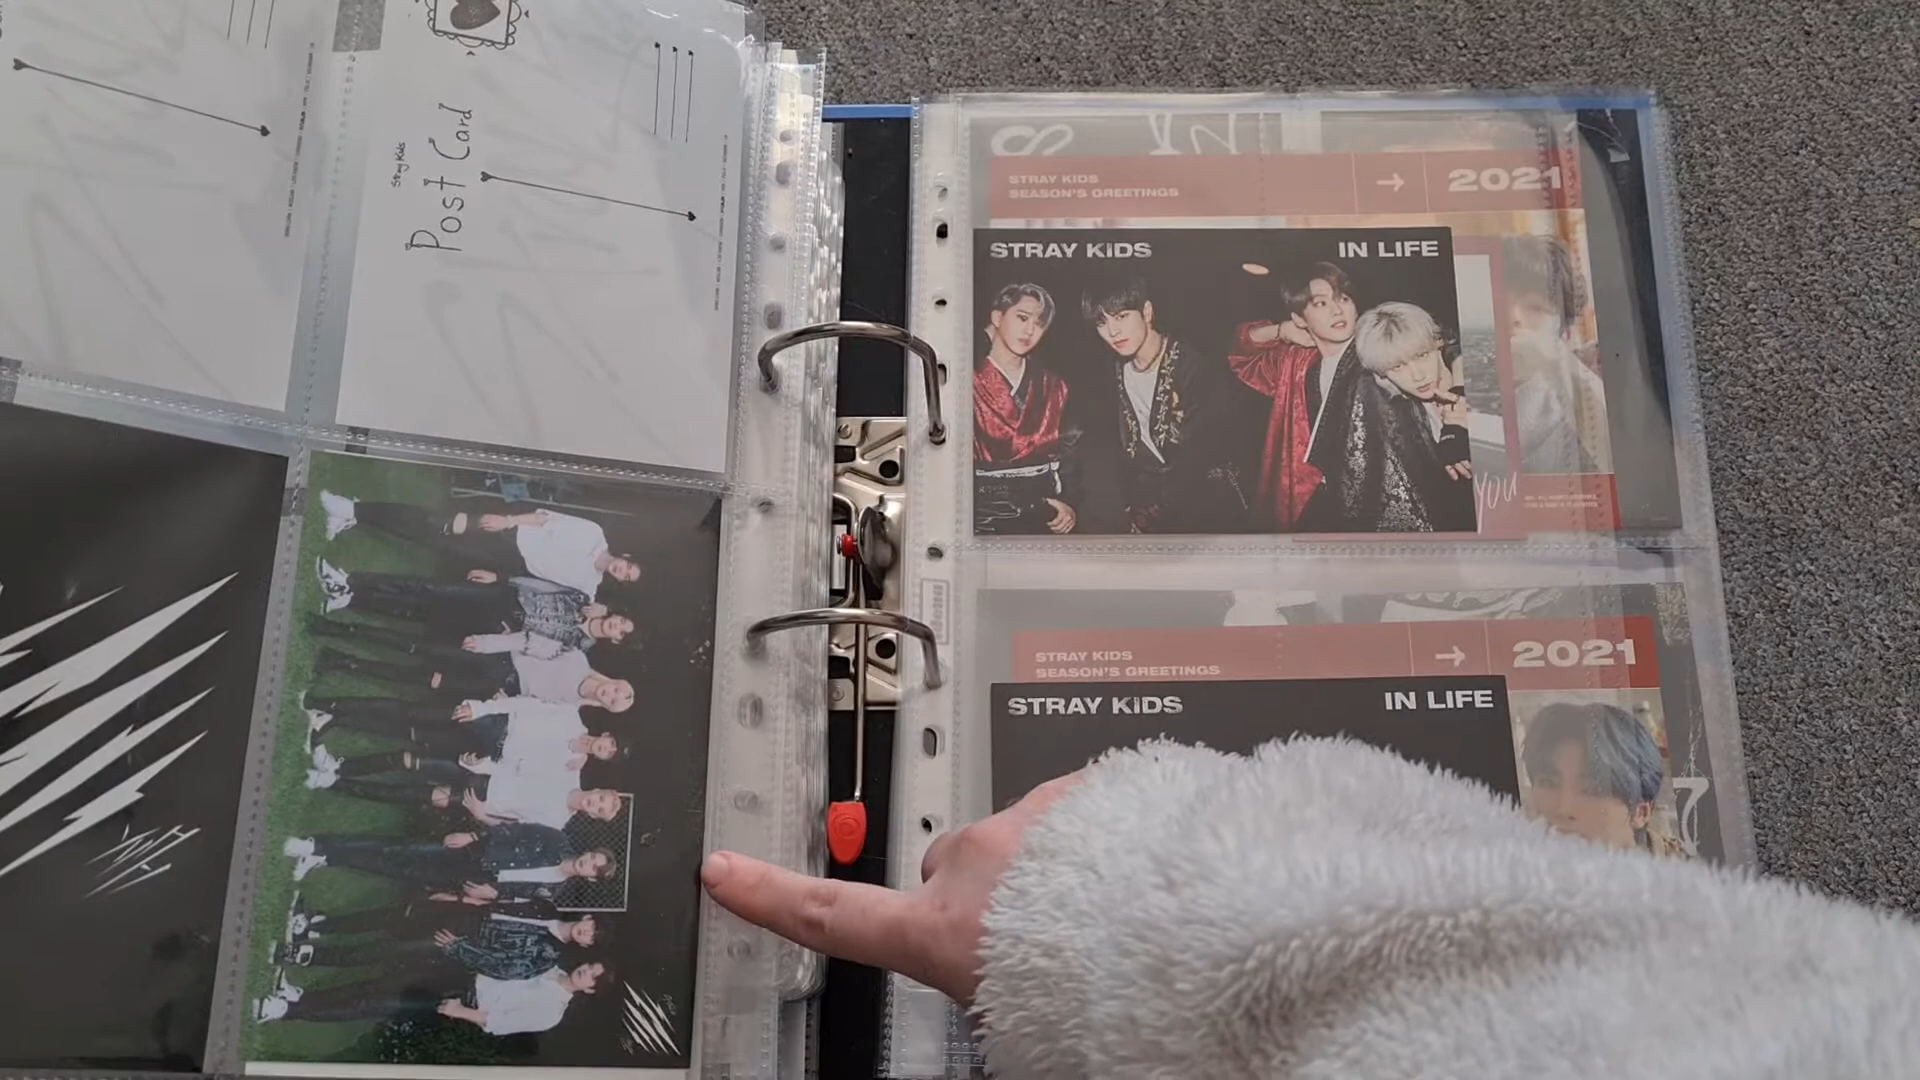 Stray Kids
Post Card
STRAY KIDS
SEASON'S GREETINGS
→
2021
STRAY KIDS
IN LIFE
YOU
STRAY KIDS
SEASON'S GREETINGS
→
2021
STRAY KIDS
IN LIFE